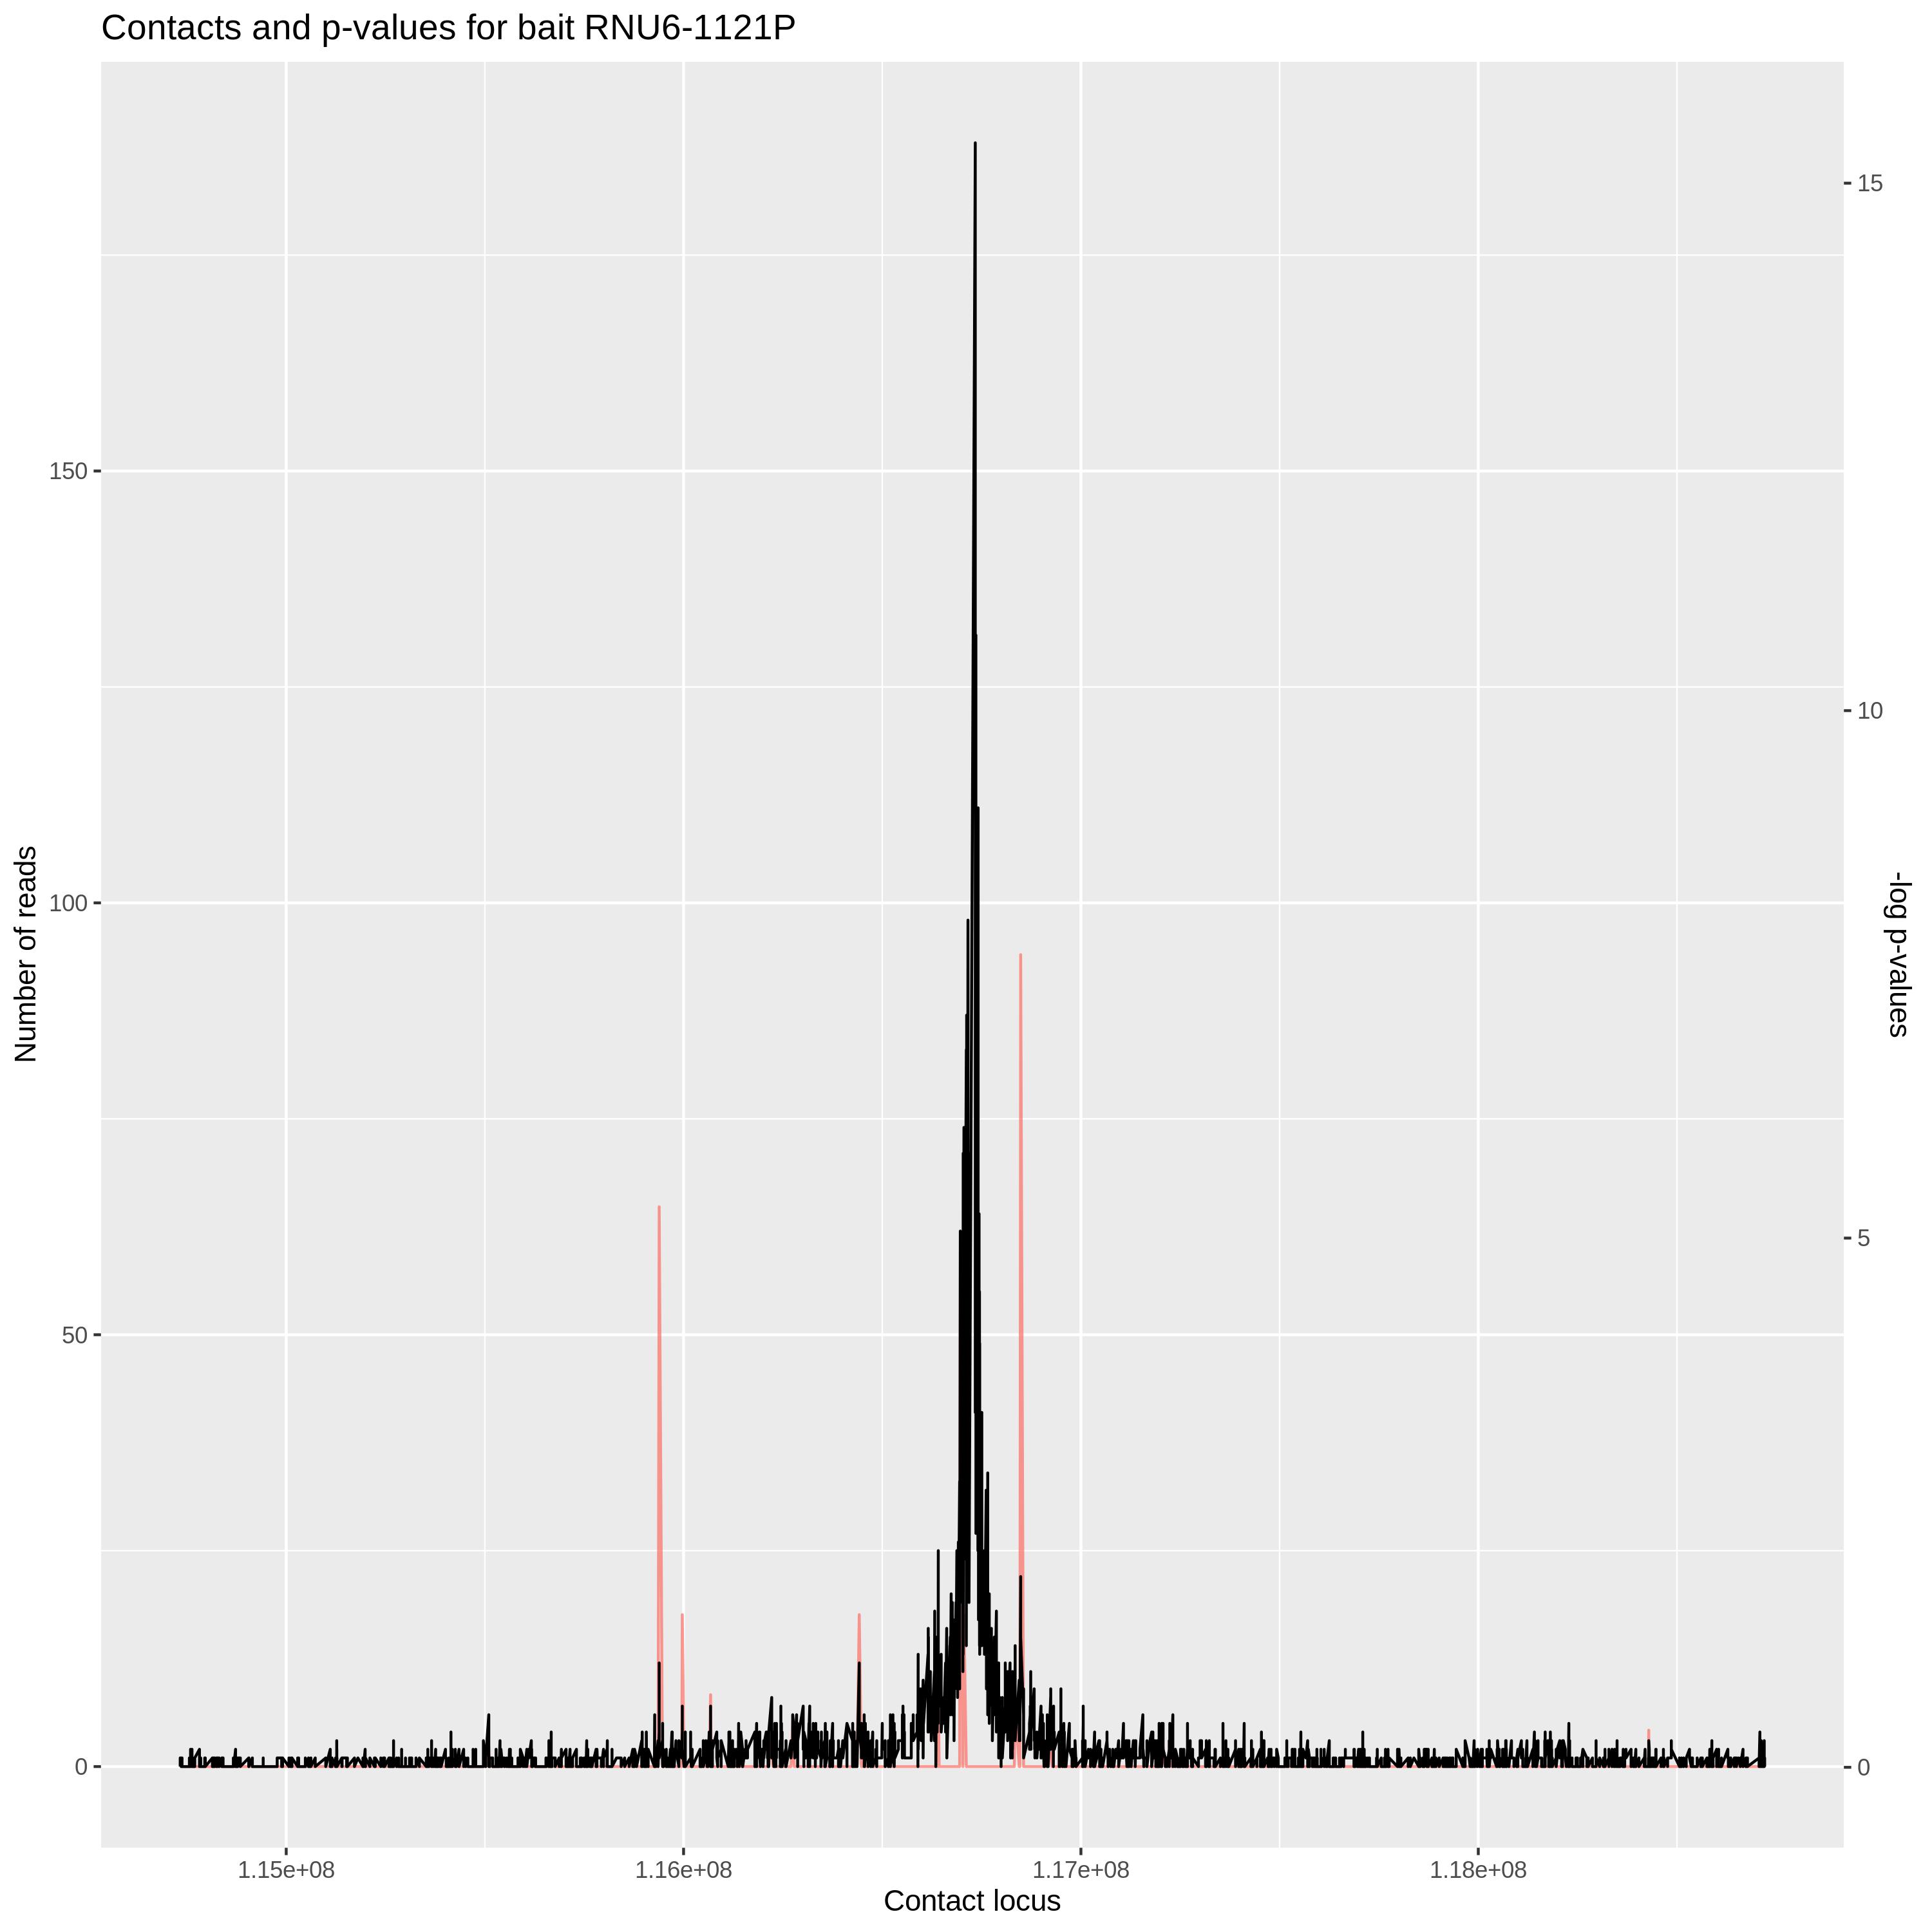 Contacts and p-values for bait RNU6-1121P
Number of reads
150
100
50
0
15
10
5
0
-log p-values
1.15e+08
1.16e+08
1.17e+08
1.18e+08
Contact locus